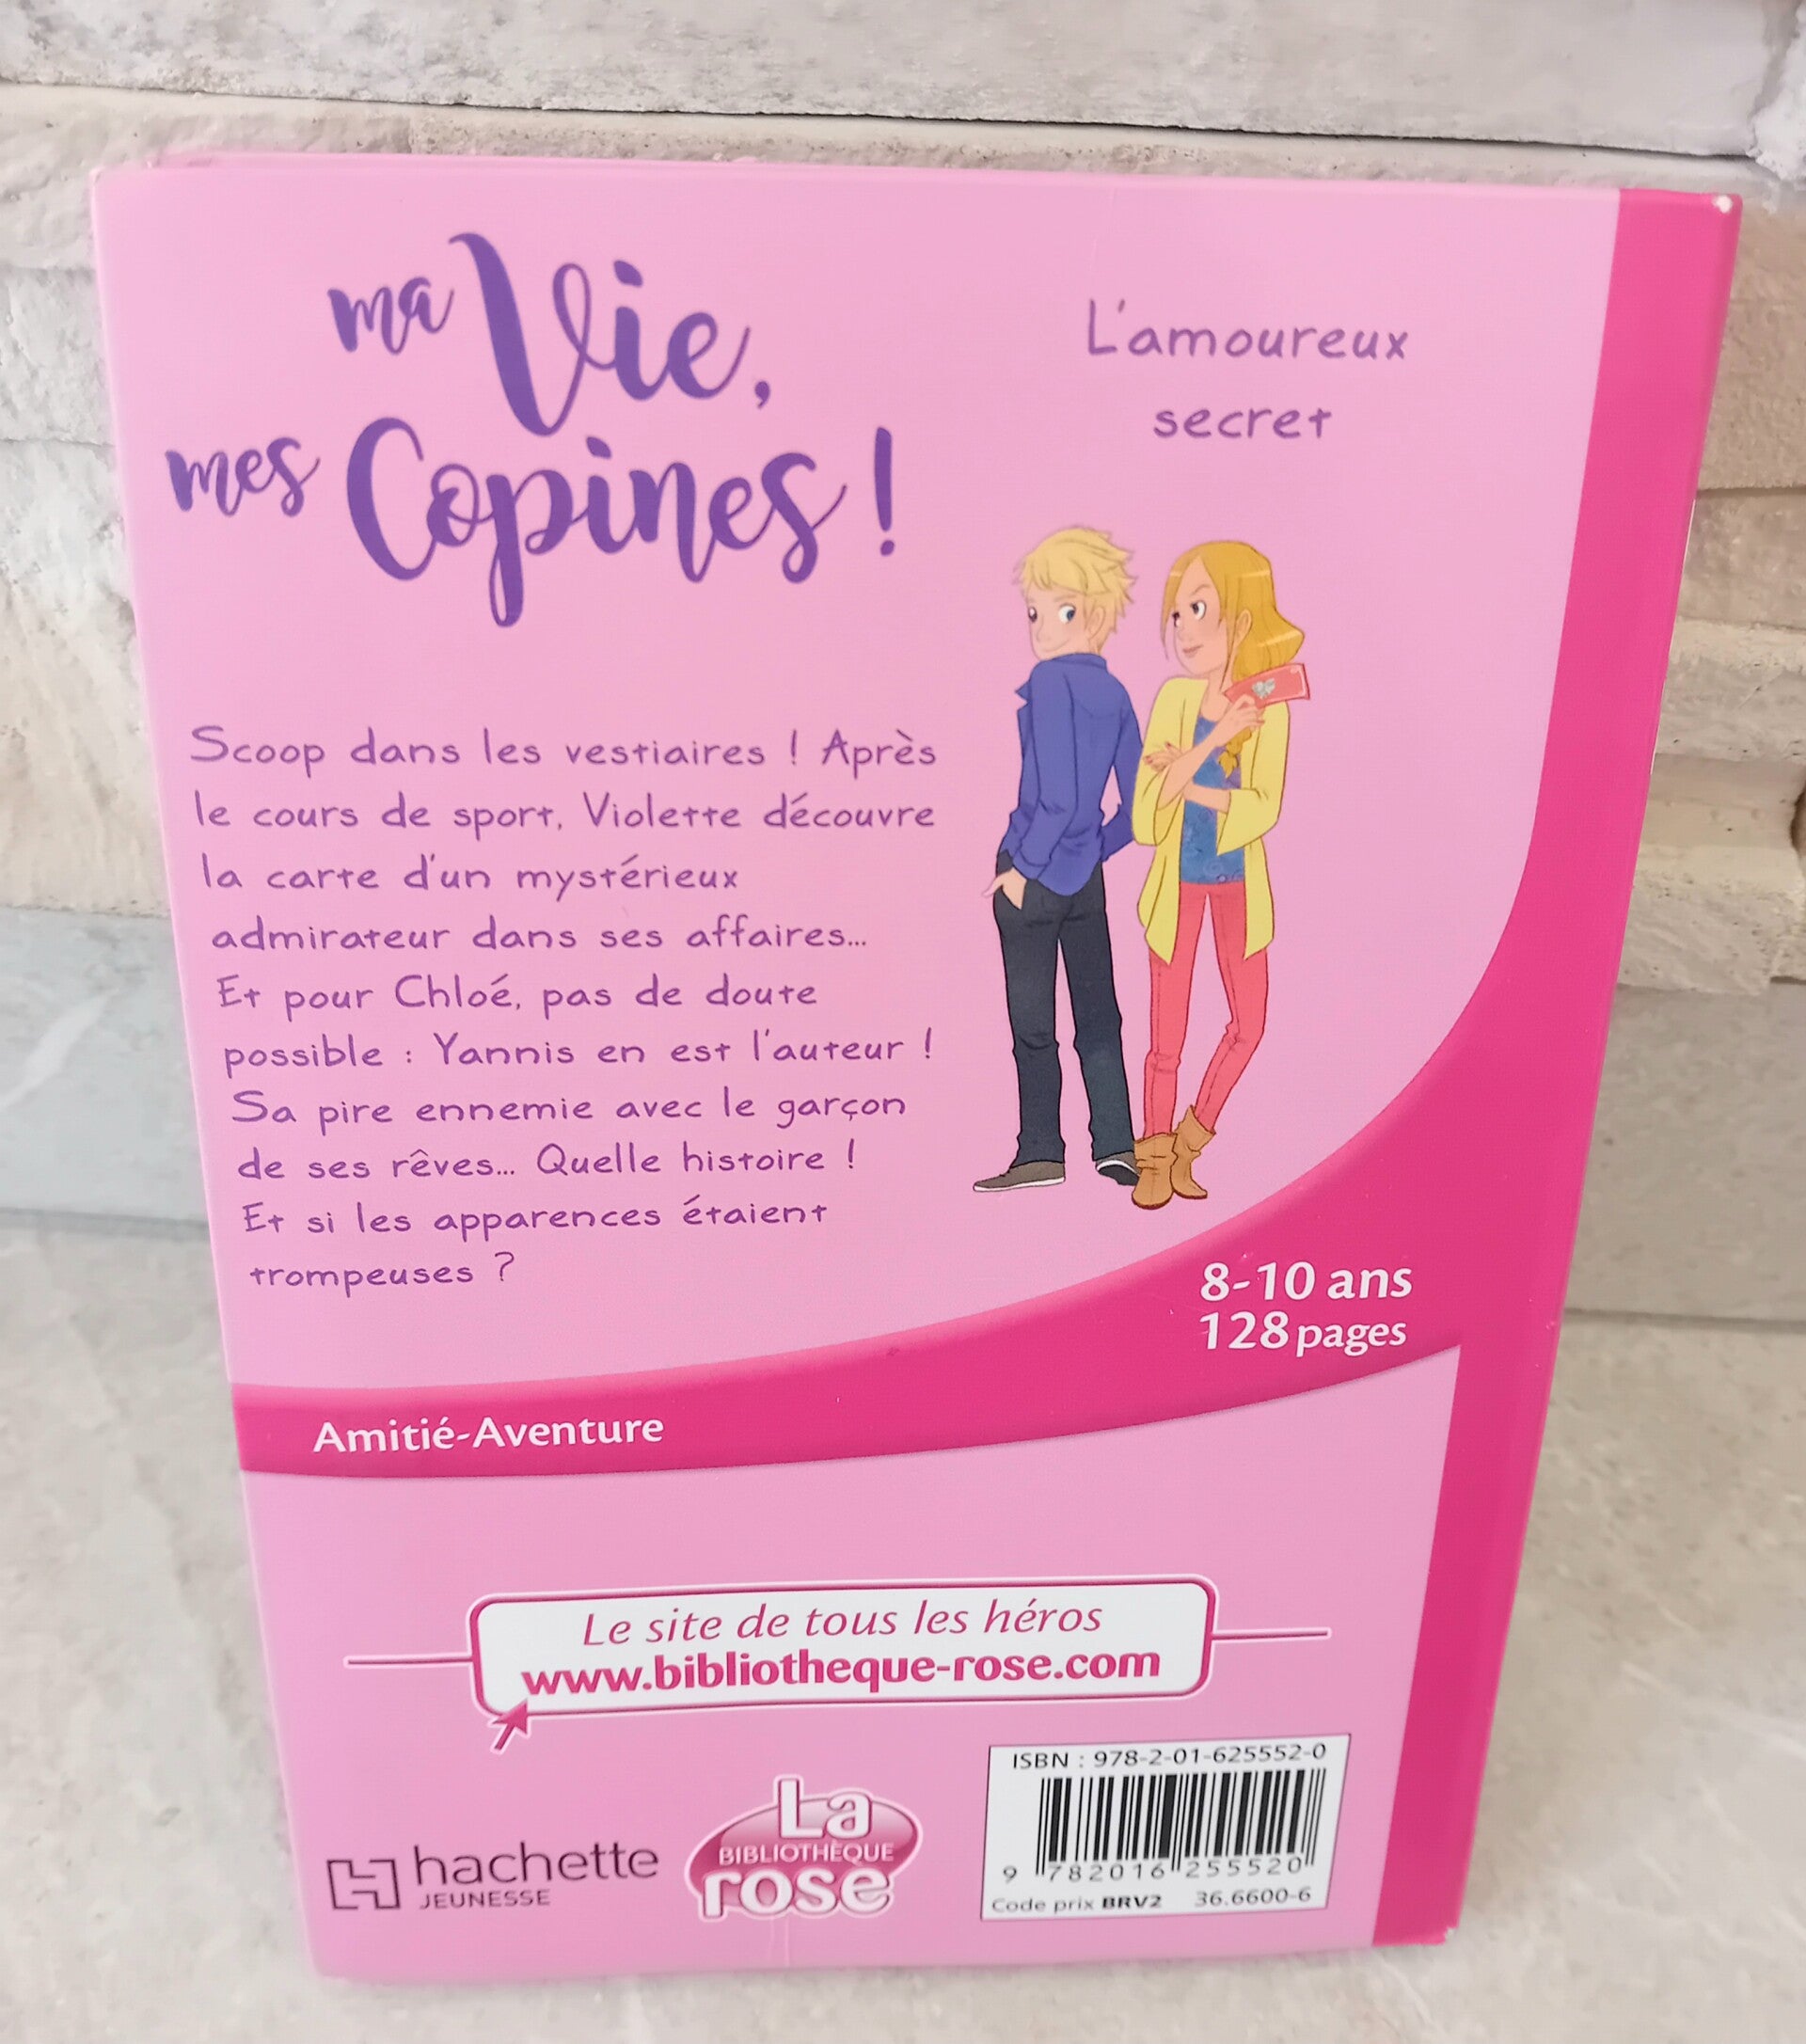 ma Vie,
mes Copines !
L'amoureux
secret
Scoop dans les vestiaires ! Après
le cours de sport, Violette découvre
la carte d'un mystérieux
admirateur dans ses affaires...
Et pour Chloé, pas de doute
possible : Yannis en est l'auteur !
Sa pire ennemie avec le garçon
de ses rêves... Quelle histoire !
Et si les apparences étaient
trompeuses ?
8-10 ans
128 pages
Amitié-Aventure
Le site de tous les héros
www.bibliotheque-rose.com
hachette
JEUNESSE
La
BIBLIOTHÈQUE
rose
ISBN : 978-2-01-625552-0
9 782016 255520
Code prix BRV2 36.6600-6